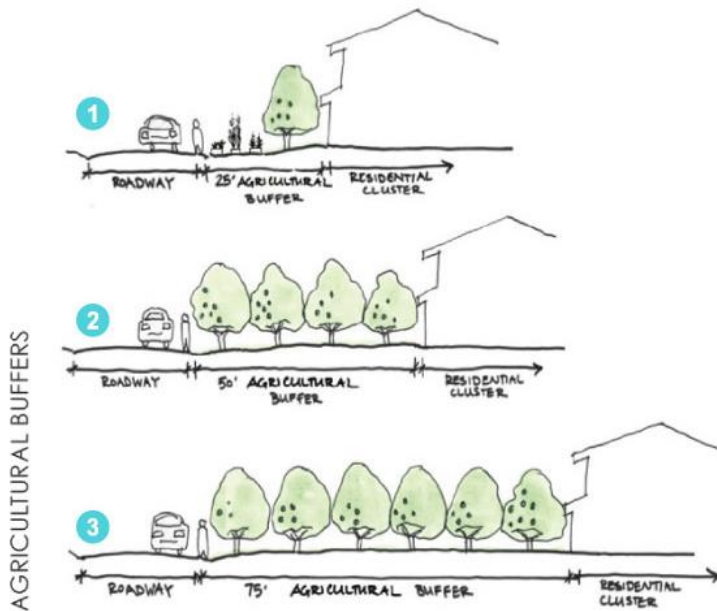 AGRICULTURAL BUFFERS
1
ROADWAY
25' AGRICULTURAL
BUFFER
RESIDENTIAL
CLUSTER
2
ROADWAY
50' AGRICULTURAL
BUFFER
RESIDENTIAL
CLUSTER
3
ROADWAY
75' AGRICULTURAL BUFFER
RESIDENTIAL
CLUSTER